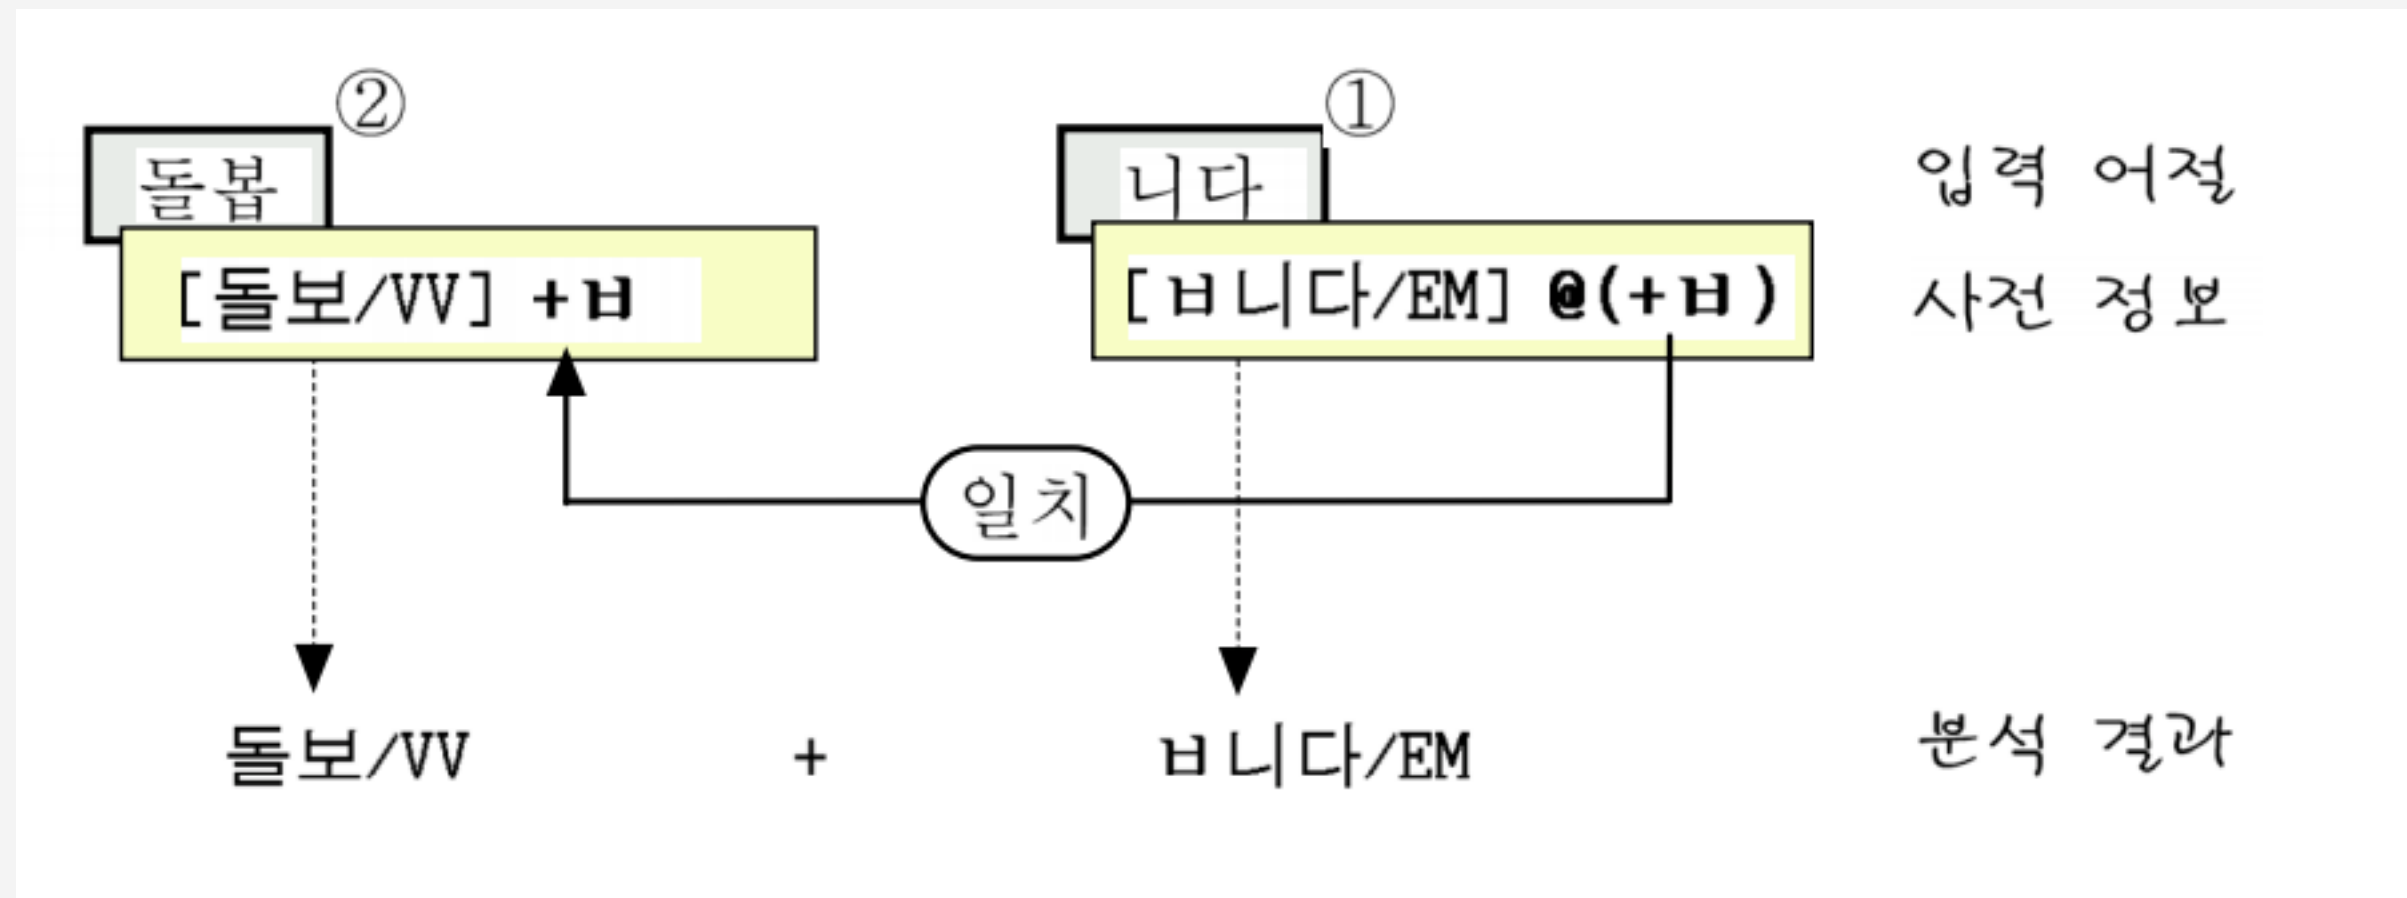 ② ①
돌봅 니다 입력 어절
[돌보/VV] +ㅂ [ㅂ니다/EM] @(+ㅂ) 사전 정보
일치
돌보/VV + ㅂ니다/EM 분석 결과